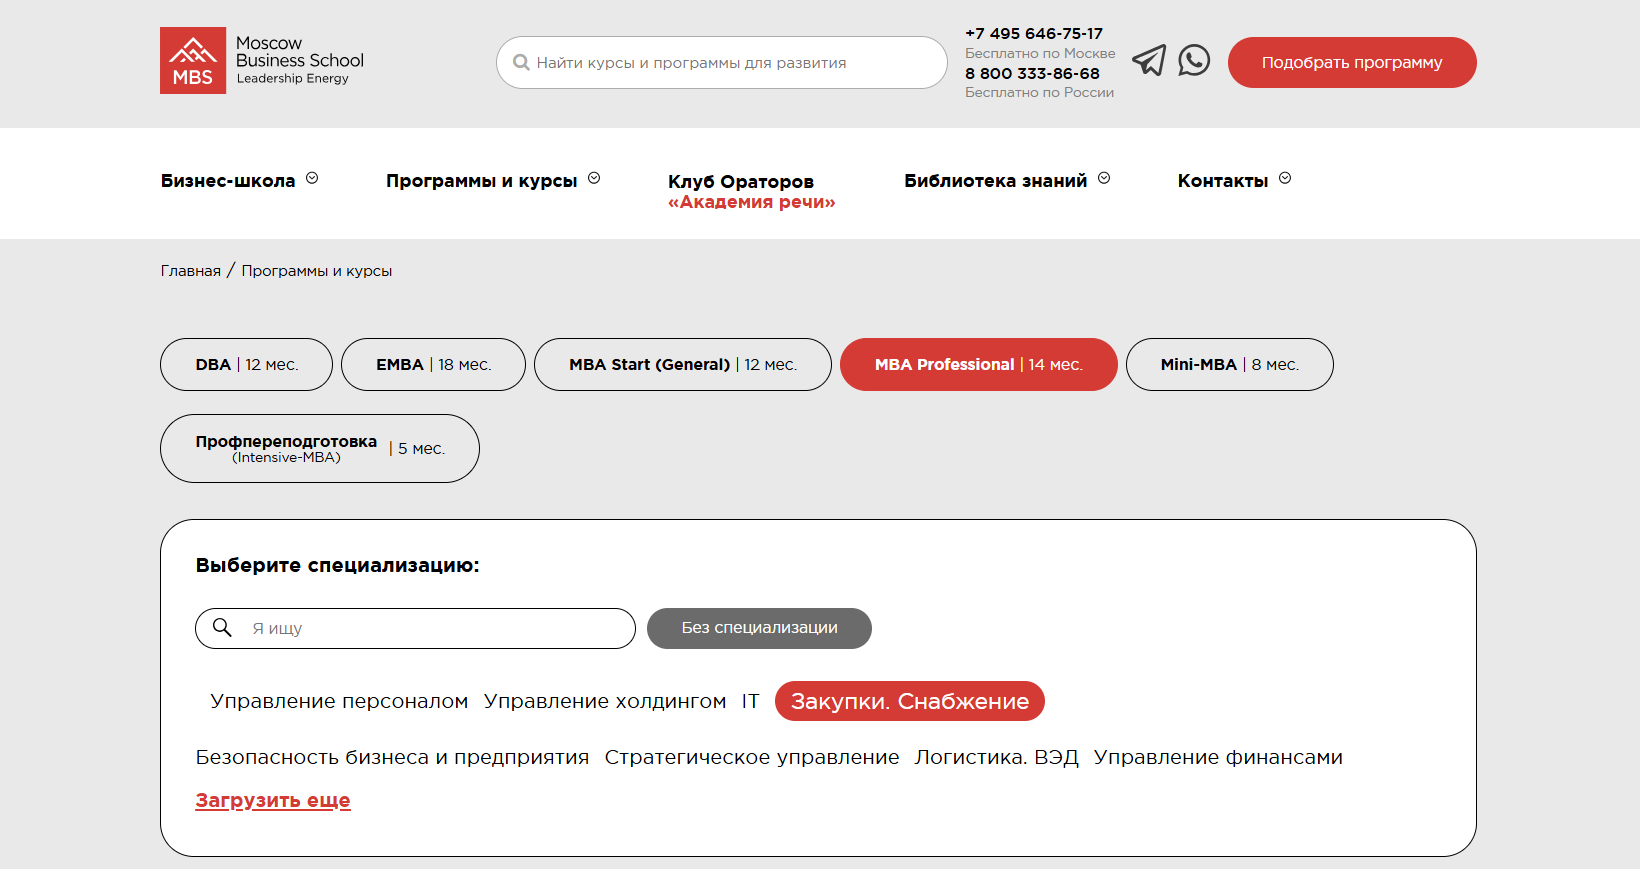 MBS
Moscow
Business School
Leadership Energy
Найти курсы и программы для развития
+7 495 646-75-17
Бесплатно по Москве
8 800 333-86-68
Бесплатно по России
Подобрать программу
Бизнес-школа
Программы и курсы
Клуб Ораторов
«Академия речи»
Библиотека знаний
Контакты
Главная / Программы и курсы
DBA | 12 мес.
EMBA | 18 мес.
MBA Start (General) | 12 мес.
MBA Professional | 14 мес.
Mini-MBA | 8 мес.
Профпереподготовка
(Intensive-MBA)
| 5 мес.
Выберите специализацию:
Я ищу
Без специализации
Управление персоналом Управление холдингом IT Закупки. Снабжение
Безопасность бизнеса и предприятия Стратегическое управление Логистика. ВЭД Управление финансами
Загрузить еще